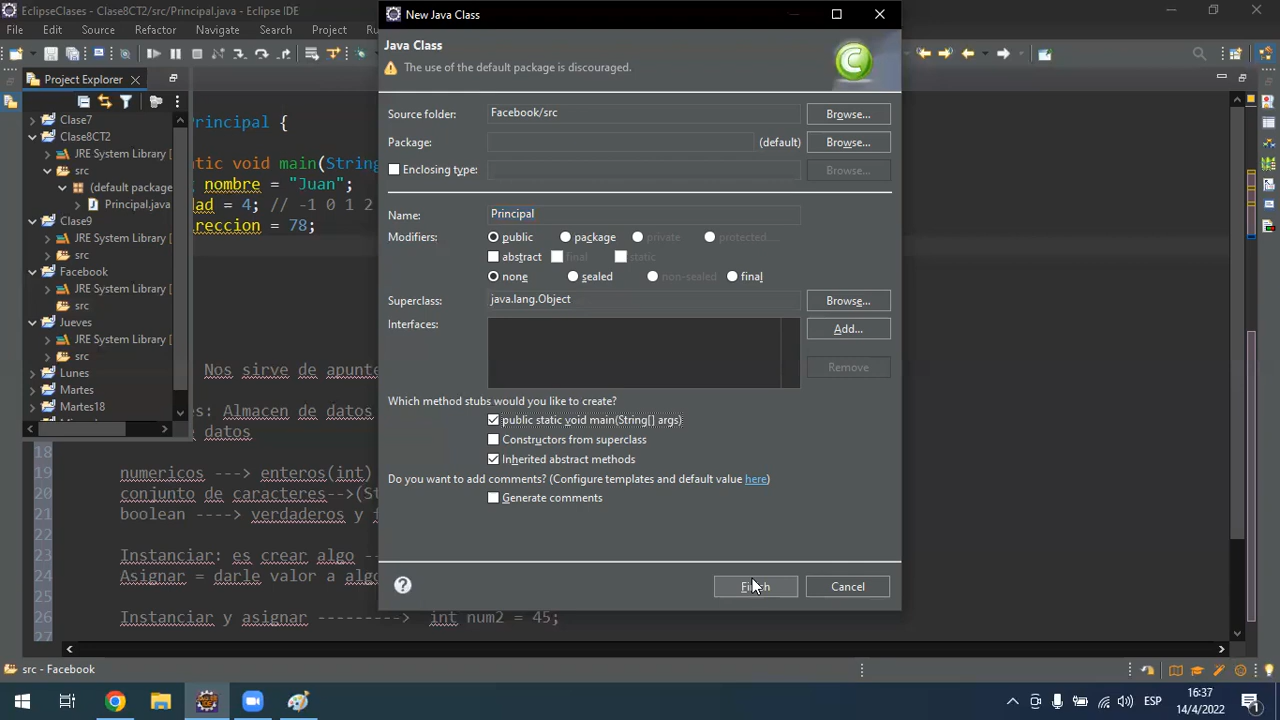 EclipseClases - Clase8CT2/src/Principal.java - Eclipse IDE
New Java Class
File Edit Source Refactor
Search Project
Project Explorer
Java Class
The use of the default package is discouraged.
Source folder: Facebook/src Browse...
Package: (default) Browse...
Enclosing type: Browse...
Name: Principal
Modifiers: public package private protected
abstract final static
none sealed non-sealed final
Superclass: java.lang.Object Browse...
Interfaces: Add...
Remove
Which method stubs would you like to create?
public static void main(String[] args)
Constructors from superclass
Inherited abstract methods
Do you want to add comments? (Configure templates and default value here)
Generate comments
Finish Cancel
Clase7
Clase8CT2
JRE System Library [
src
(default package
Principal.java
Clase9
JRE System Library [
src
Facebook
JRE System Library [
src
Jueves
JRE System Library [
src
Lunes
Martes
Martes18
Principal {
static void main(String
nombre = "Juan";
dad = 4; // -1 0 1 2
ireccion = 78;
Nos sirve de apunte
es: Almacen de datos
datos
18
19 numericos ---> enteros(int)
20 conjunto de caracteres-->(St
21 boolean ----> verdaderos y f
22
23 Instanciar: es crear algo --
24 Asignar = darle valor a algo
25
26 Instanciar y asignar ---------> int num2 = 45;
27
src - Facebook
ESP
16:37
14/4/2022
1